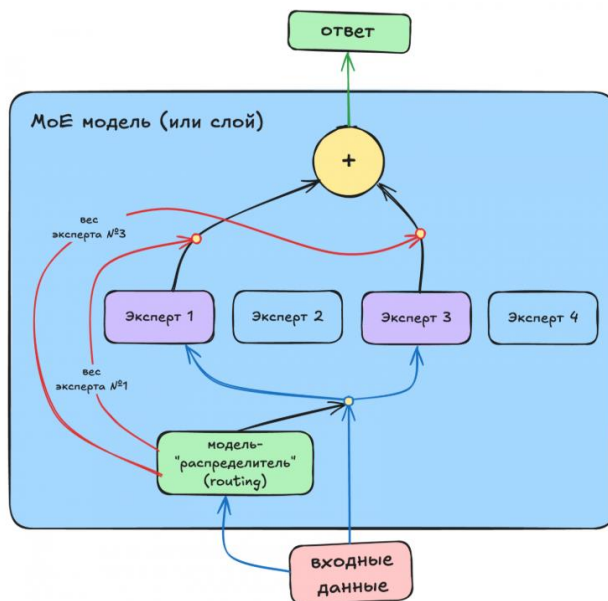 ответ
MoE модель (или слой)
+
вес
эксперта №3
Эксперт 1
Эксперт 2
Эксперт 3
Эксперт 4
вес
эксперта №1
модель-
"распределитель"
(routing)
входные
данные